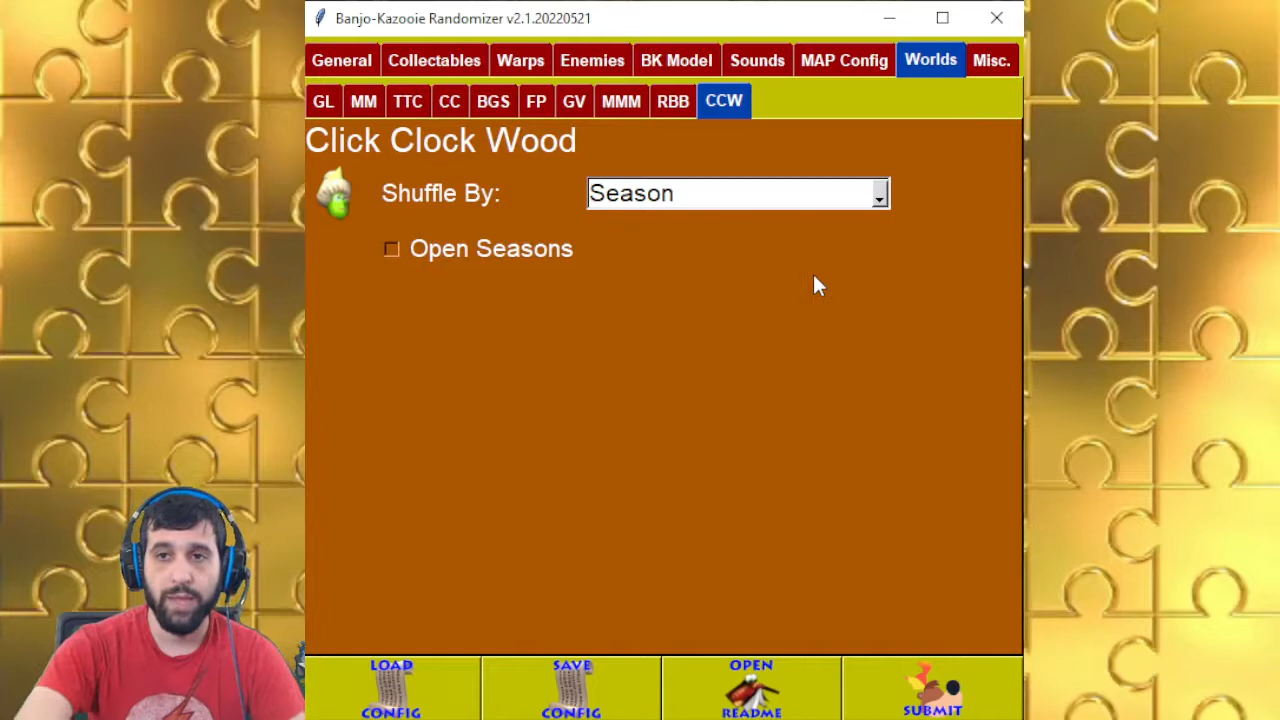 Banjo-Kazooie Randomizer v2.1.20220521
General Collectables Warps Enemies BK Model Sounds MAP Config Worlds Misc.
GL MM TTC CC BGS FP GV MMM RBB CCW
Click Clock Wood
Shuffle By: Season
Open Seasons
LOAD CONFIG
SAVE CONFIG
OPEN README
SUBMIT